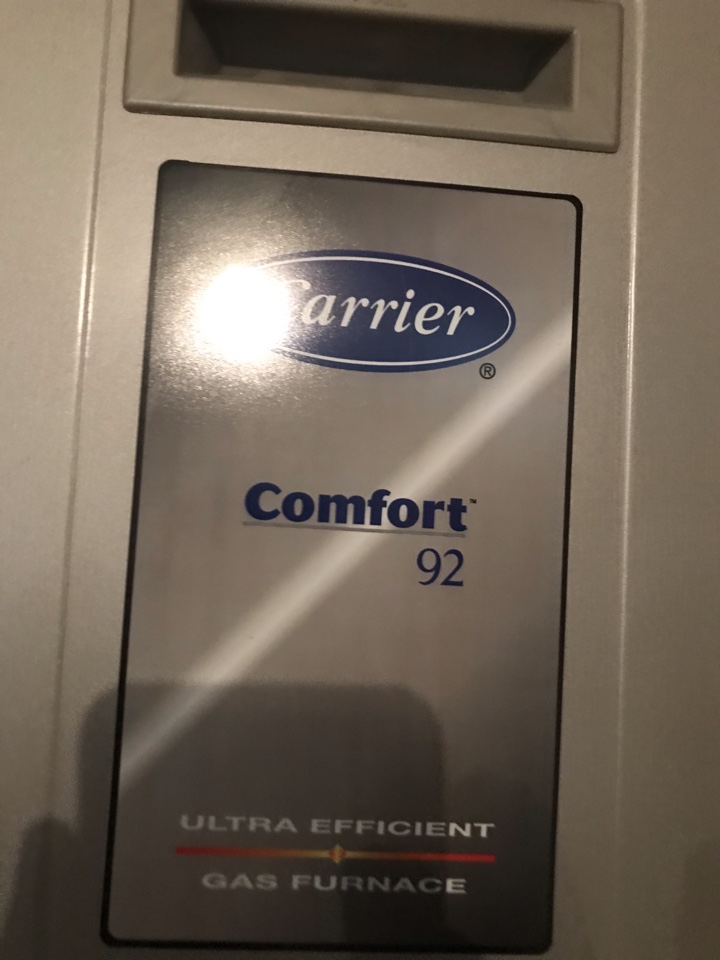 Carrier
®
Comfort™
92
ULTRA EFFICIENT
GAS FURNACE